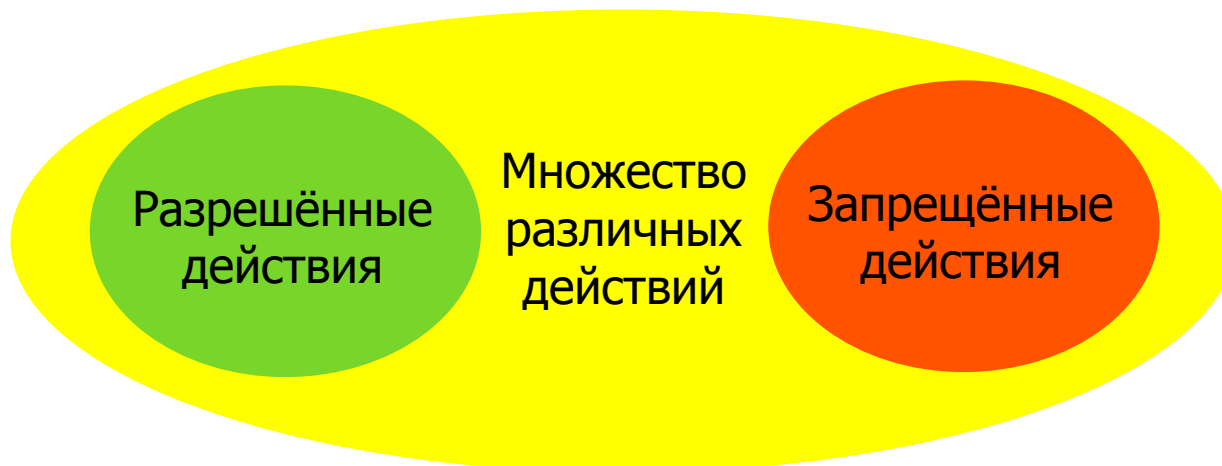 Разрешённые
действия
Множество
различных
действий
Запрещённые
действия